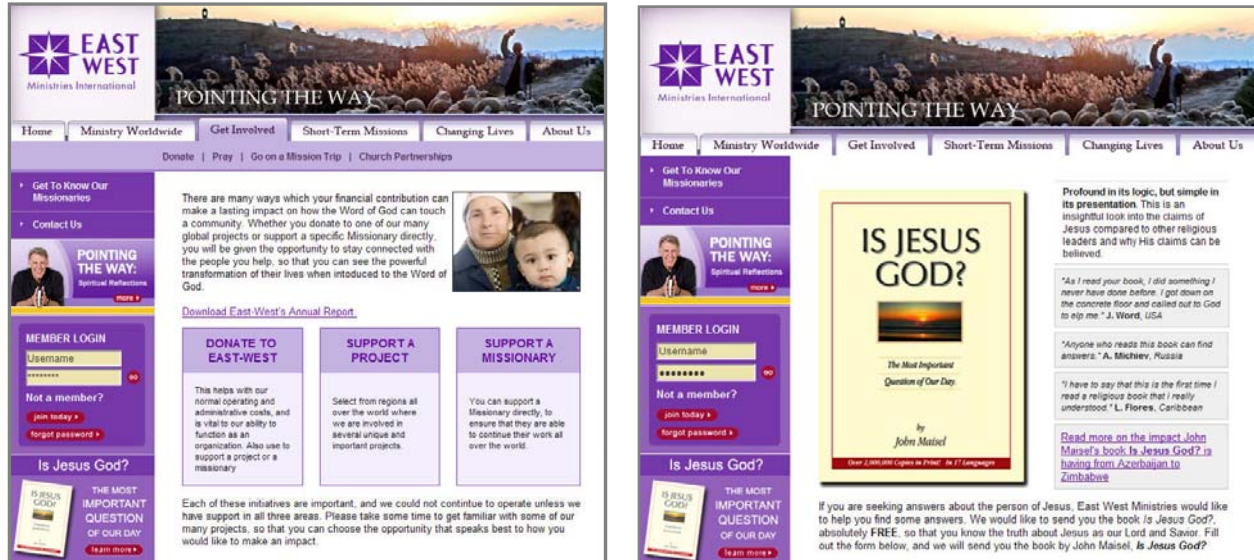 EAST
WEST
Ministries International
POINTING THE WAY
Home
Ministry Worldwide
Get Involved
Short-Term Missions
Changing Lives
About Us
Donate | Pray | Go on a Mission Trip | Church Partnerships
Get To Know Our
Missionaries
Contact Us
POINTING
THE WAY:
Spiritual Reflections
more
MEMBER LOGIN
Username
********
GO
Not a member?
join today
forgot password
Is Jesus God?
IS JESUS
GOD?
THE MOST
IMPORTANT
QUESTION
OF OUR DAY
learn more
There are many ways which your financial contribution can
make a lasting impact on how the Word of God can touch
a community. Whether you donate to one of our many
global projects or support a specific Missionary directly,
you will be given the opportunity to stay connected with
the people you help, so that you can see the powerful
transformation of their lives when intoduced to the Word of
God.
Download East-West's Annual Report
DONATE TO
EAST-WEST
This helps with our
normal operating and
administrative costs, and
is vital to our ability to
function as an
organization. Also use to
support a project or a
missionary
SUPPORT A
PROJECT
Select from regions all
over the world where
we are involved in
several unique and
important projects.
SUPPORT A
MISSIONARY
You can support a
Missionary directly, to
ensure that they are able
to continue their work all
over the world.
Each of these initiatives are important, and we could not continue to operate unless we
have support in all three areas. Please take some time to get familiar with some of our
many projects, so that you can choose the opportunity that speaks best to how you
would like to make an impact.
EAST
WEST
Ministries International
POINTING THE WAY
Home
Ministry Worldwide
Get Involved
Short-Term Missions
Changing Lives
About Us
Get To Know Our
Missionaries
Contact Us
POINTING
THE WAY:
Spiritual Reflections
more
MEMBER LOGIN
Username
●●●●●●●●
GO
Not a member?
join today
forgot password
Is Jesus God?
IS JESUS
GOD?
THE MOST
IMPORTANT
QUESTION
OF OUR DAY
learn more
IS JESUS
GOD?
The Most Important
Question of Our Day.
by
John Maisel
Over 2,000,000 Copies in Print! In 17 Languages
Profound in its logic, but simple in
its presentation. This is an
insightful look into the claims of
Jesus compared to other religious
leaders and why His claims can be
believed.
"As I read your book, I did something I
never have done before. I got down on
the concrete floor and called out to God
to elp me." J. Word, USA
"Anyone who reads this book can find
answers." A. Michiev, Russia
"I have to say that this is the first time I
read a religious book that I really
understood." L. Flores, Caribbean
Read more on the impact John
Maisel's book Is Jesus God? is
having from Azerbaijan to
Zimbabwe
If you are seeking answers about the person of Jesus, East West Ministries would like
to help you find some answers. We would like to send you the book Is Jesus God?,
absolutely FREE, so that you know the truth about Jesus as our Lord and Savior. Fill
out the form below, and we will send you the book by John Maisel, Is Jesus God?